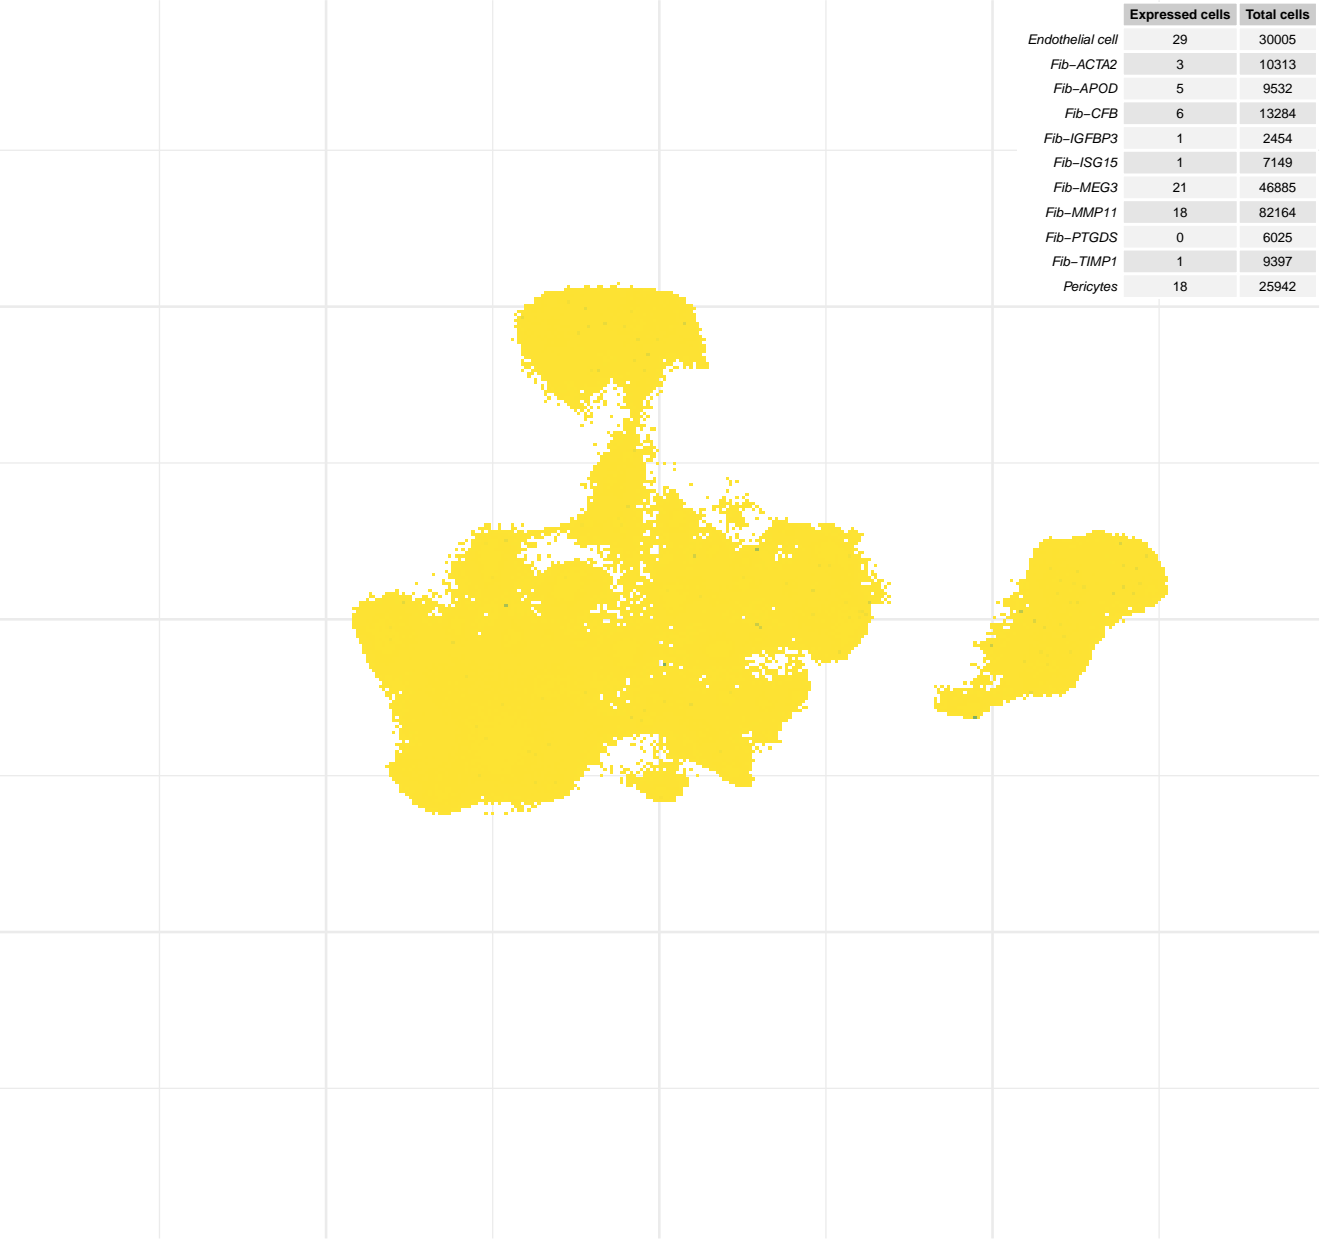 Expressed cells Total cells
Endothelial cell 29 30005
Fib−ACTA2 3 10313
Fib−APOD 5 9532
Fib−CFB 6 13284
Fib−IGFBP3 1 2454
Fib−ISG15 1 7149
Fib−MEG3 21 46885
Fib−MMP11 18 82164
Fib−PTGDS 0 6025
Fib−TIMP1 1 9397
Pericytes 18 25942